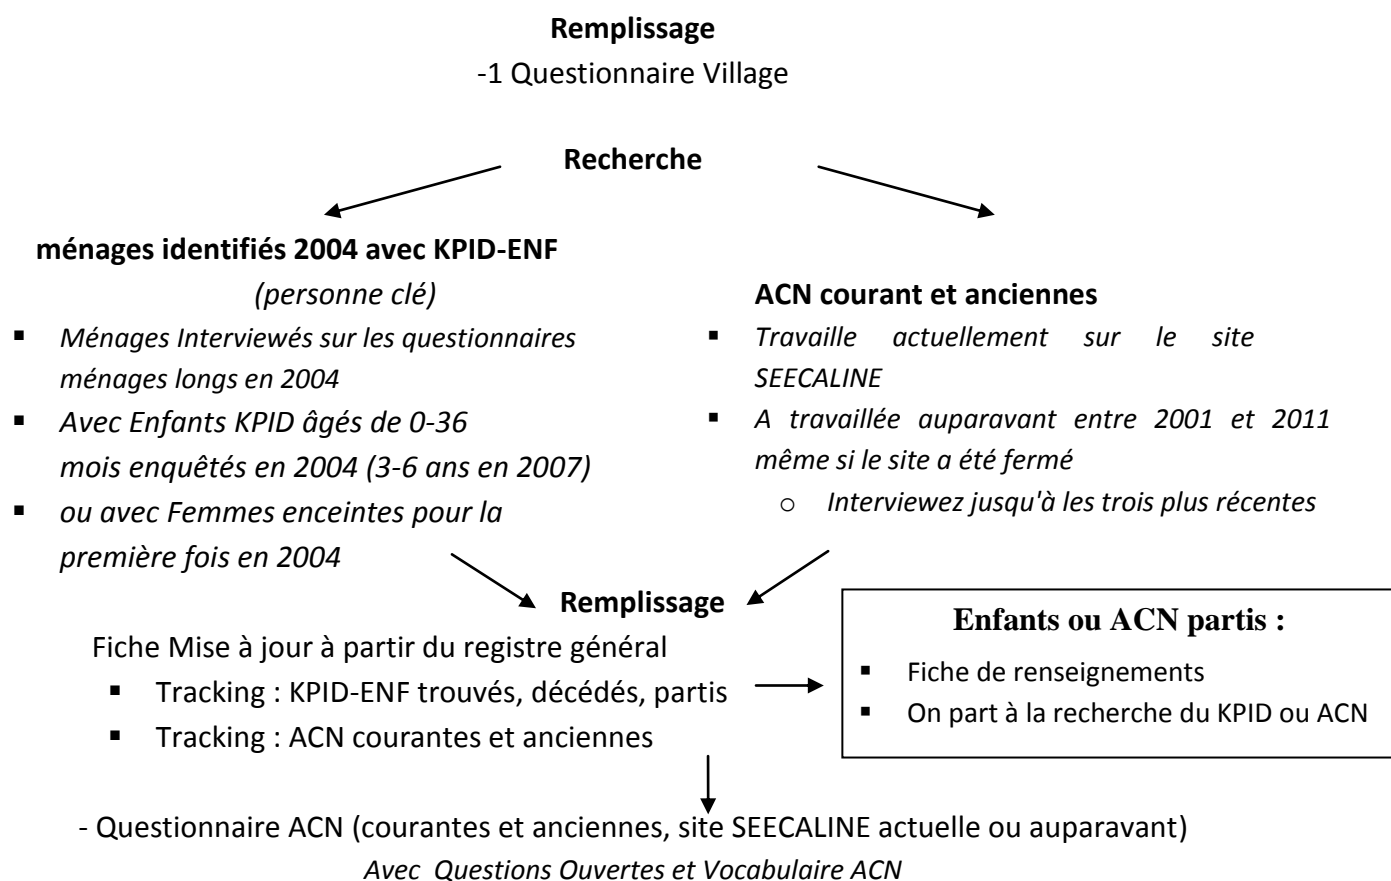 Remplissage
-1 Questionnaire Village
Recherche
ménages identifiés 2004 avec KPID-ENF
(personne clé)
▪ Ménages Interviewés sur les questionnaires
ménages longs en 2004
▪ Avec Enfants KPID âgés de 0-36
mois enquêtés en 2004 (3-6 ans en 2007)
▪ ou avec Femmes enceintes pour la
première fois en 2004
ACN courant et anciennes
▪ Travaille actuellement sur le site
SEECALINE
▪ A travaillée auparavant entre 2001 et 2011
même si le site a été fermé
o Interviewez jusqu'à les trois plus récentes
Remplissage
Fiche Mise à jour à partir du registre général
▪ Tracking : KPID-ENF trouvés, décédés, partis
▪ Tracking : ACN courantes et anciennes
Enfants ou ACN partis :
▪ Fiche de renseignements
▪ On part à la recherche du KPID ou ACN
- Questionnaire ACN (courantes et anciennes, site SEECALINE actuelle ou auparavant)
Avec Questions Ouvertes et Vocabulaire ACN